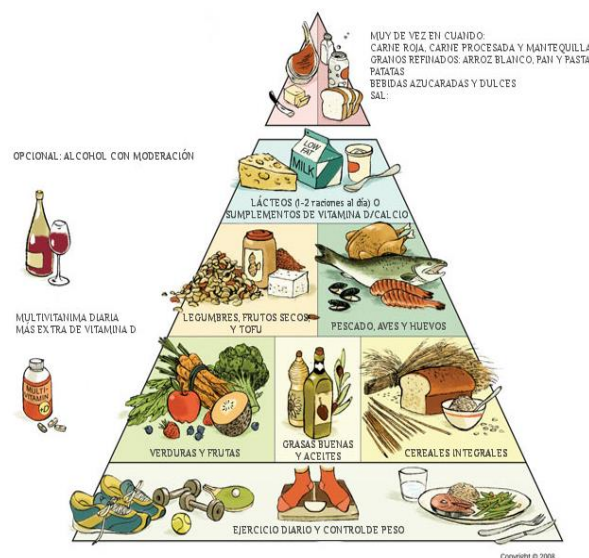 MUY DE VEZ EN CUANDO:
CARNE ROJA, CARNE PROCESADA Y MANTEQUILLA
GRANOS REFINADOS: ARROZ BLANCO, PAN Y PASTA
PATATAS
BEBIDAS AZUCARADAS Y DULCES
SAL:
OPCIONAL: ALCOHOL CON MODERACIÓN
LOW
FAT
MILK
LÁCTEOS (1-2 raciones al día) O
SUMPLEMENTOS DE VITAMINA D/CALCIO
LEGUMBRES, FRUTOS SECOS
Y TOFU
PESCADO, AVES Y HUEVOS
MULTIVITANIMA DIARIA
MÁS EXTRA DE VITAMINA D
MULTI-
VITAMIN
+D
VERDURAS Y FRUTAS
GRASAS BUENAS
Y ACEITES
CEREALES INTEGRALES
EJERCICIO DIARIO Y CONTROL DE PESO
Copyright © 2008